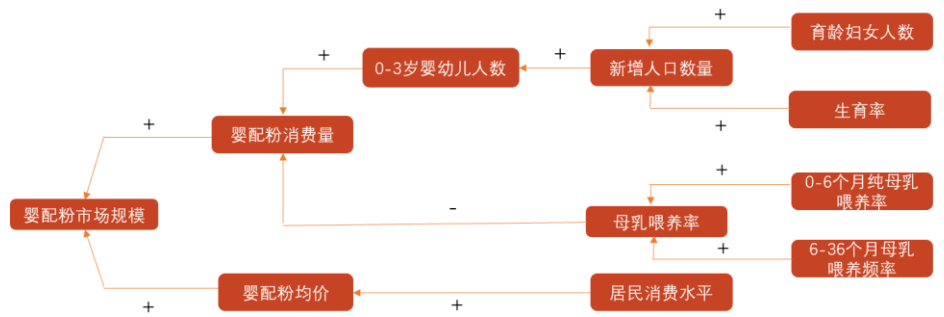 +
育龄妇女人数
+
+
0-3岁婴幼儿人数
新增人口数量
生育率
+
+
婴配粉消费量
+
0-6个月纯母乳
喂养率
婴配粉市场规模
-
母乳喂养率
+
6-36个月母乳
喂养频率
婴配粉均价
居民消费水平
+
+